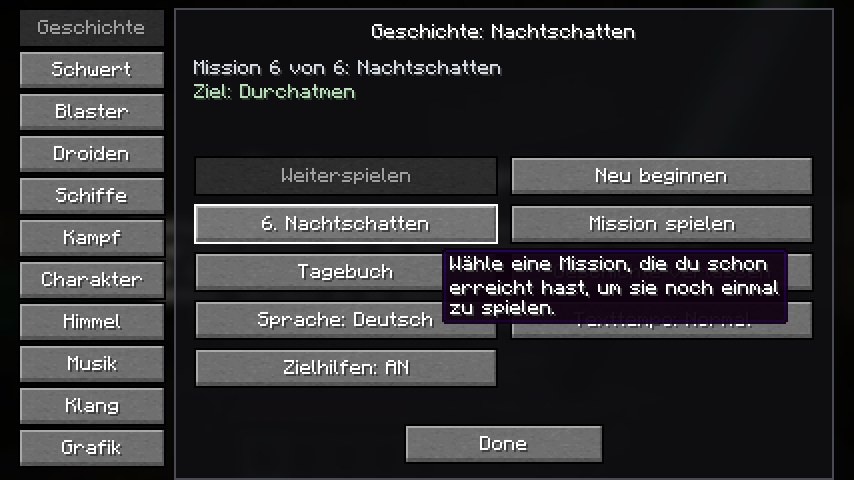 Geschichte
Schwert
Blaster
Droiden
Schiffe
Kampf
Charakter
Himmel
Musik
Klang
Grafik
Geschichte: Nachtschatten
Mission 6 von 6: Nachtschatten
Ziel: Durchatmen
Weiterspielen
Neu beginnen
6. Nachtschatten
Mission spielen
Tagebuch
Wähle eine Mission, die du schon
erreicht hast, um sie noch einmal
zu spielen.
Sprache: Deutsch
Zielhilfen: AN
Done